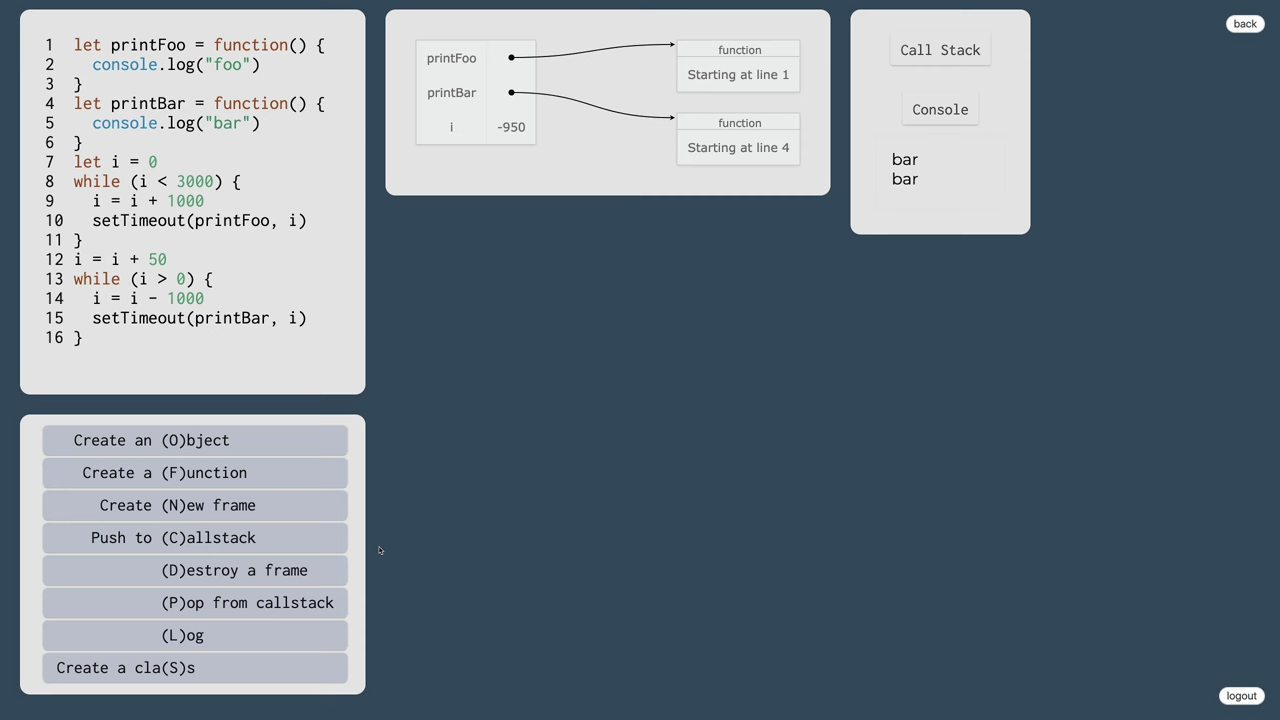 1 let printFoo = function() {
2 console.log("foo")
3 }
4 let printBar = function() {
5 console.log("bar")
6 }
7 let i = 0
8 while (i < 3000) {
9 i = i + 1000
10 setTimeout(printFoo, i)
11 }
12 i = i + 50
13 while (i > 0) {
14 i = i - 1000
15 setTimeout(printBar, i)
16 }
Create an (O)bject
Create a (F)unction
Create (N)ew frame
Push to (C)allstack
(D)estroy a frame
(P)op from callstack
(L)og
Create a cla(S)s
printFoo
printBar
i -950
function
Starting at line 1
function
Starting at line 4
Call Stack
Console
bar
bar
back
logout